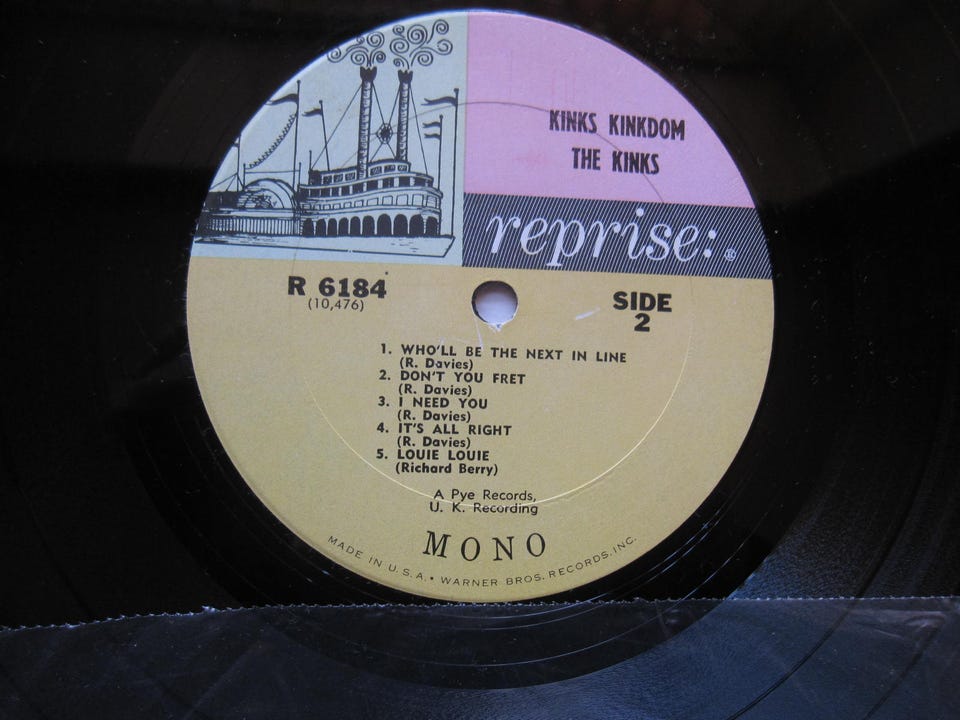 KINKS KINKDOM
THE KINKS
reprise:®
R 6184
(10,476)
SIDE
2
1. WHO'LL BE THE NEXT IN LINE
(R. Davies)
2. DON'T YOU FRET
(R. Davies)
3. I NEED YOU
(R. Davies)
4. IT'S ALL RIGHT
(R. Davies)
5. LOUIE LOUIE
(Richard Berry)
A Pye Records,
U. K. Recording
MONO
MADE IN U.S.A. • WARNER BROS. RECORDS, INC.